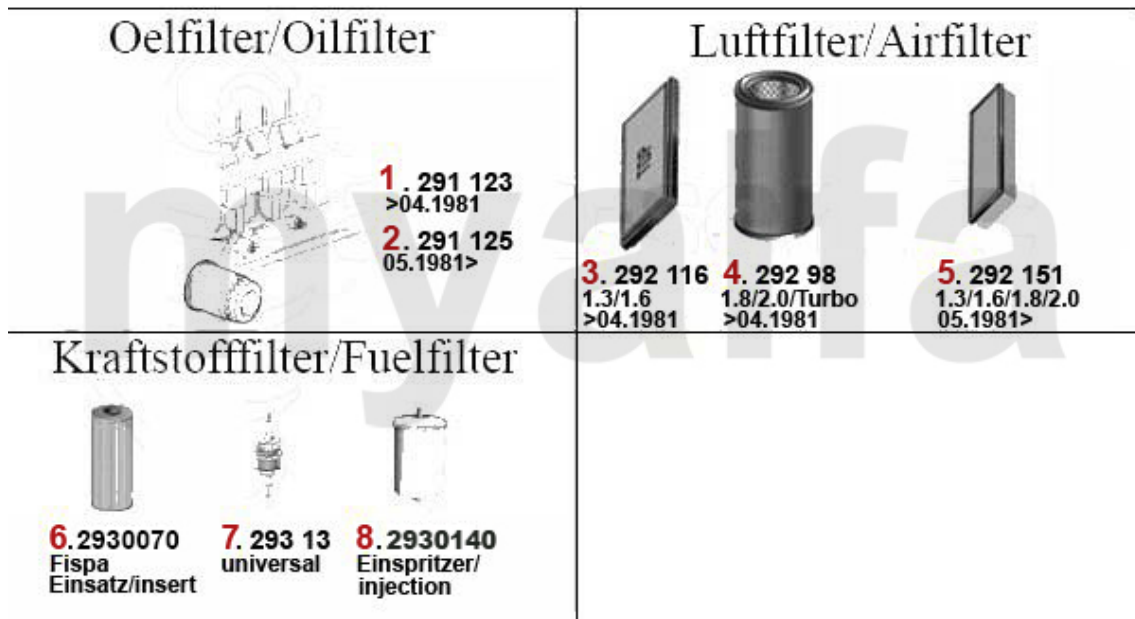 Oelfilter/Oilfilter
1. 291 123
>04.1981
2. 291 125
05.1981>
Luftfilter/Airfilter
3. 292 116
1.3/1.6
>04.1981
4. 292 98
1.8/2.0/Turbo
>04.1981
5. 292 151
1.3/1.6/1.8/2.0
05.1981>
Kraftstofffilter/Fuelfilter
6.2930070
Fispa
Einsatz/insert
7. 293 13
universal
8.2930140
Einspritzer/
injection
myalfa